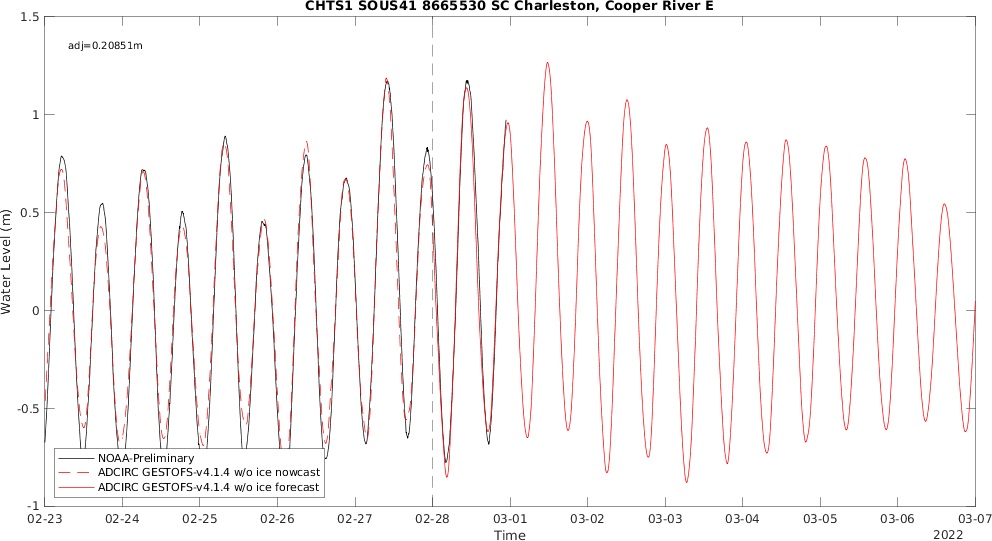 CHTS1 SOUS41 8665530 SC Charleston, Cooper River E
adj=0.20851m
1.5
1
0.5
0
-0.5
-1
Water Level (m)
NOAA-Preliminary
ADCIRC GESTOFS-v4.1.4 w/o ice nowcast
ADCIRC GESTOFS-v4.1.4 w/o ice forecast
02-23 02-24 02-25 02-26 02-27 02-28 03-01 03-02 03-03 03-04 03-05 03-06 03-07
Time
2022